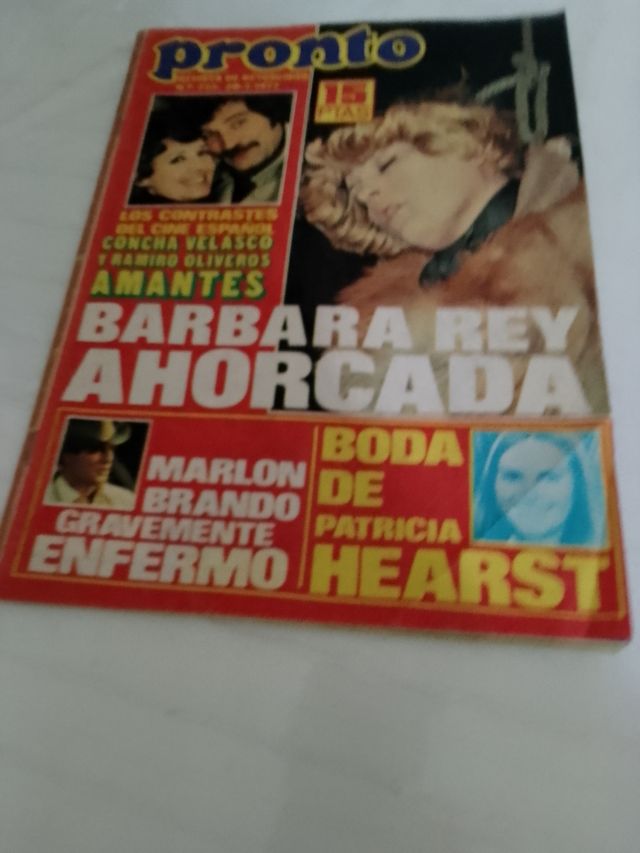 pronto
15
PTAS
LOS CONTRASTES
DEL CINE ESPAÑOL
CONCHA VELASCO
Y RAMIRO OLIVEROS
AMANTES
BARBARA REY
AHORCADA
MARLON
BRANDO
GRAVEMENTE
ENFERMO
BODA
DE
PATRICIA
HEARST